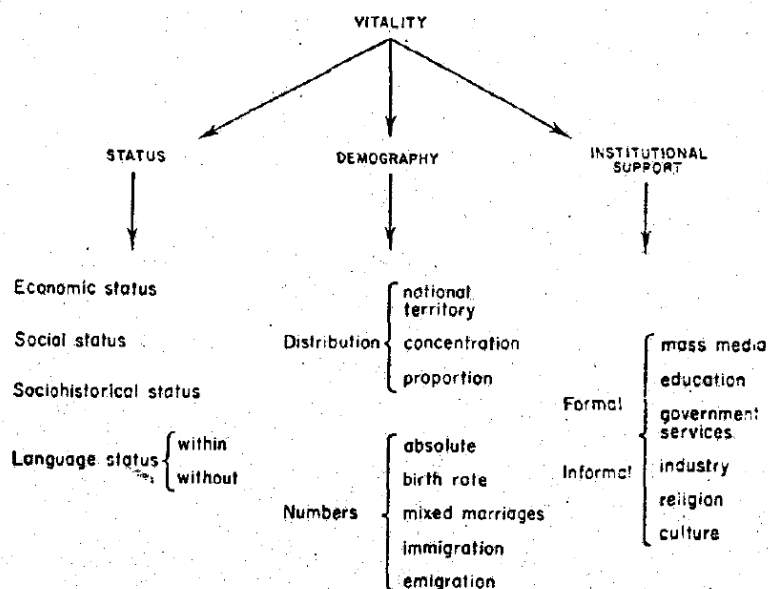 VITALITY
STATUS
DEMOGRAPHY
INSTITUTIONAL
SUPPORT
Economic status
Social status
Sociohistorical status
Language status
within
without
Distribution
national
territory
concentration
proportion
Numbers
absolute
birth rate
mixed marriages
immigration
emigration
Formal
Informal
mass media
education
government
services
industry
religion
culture